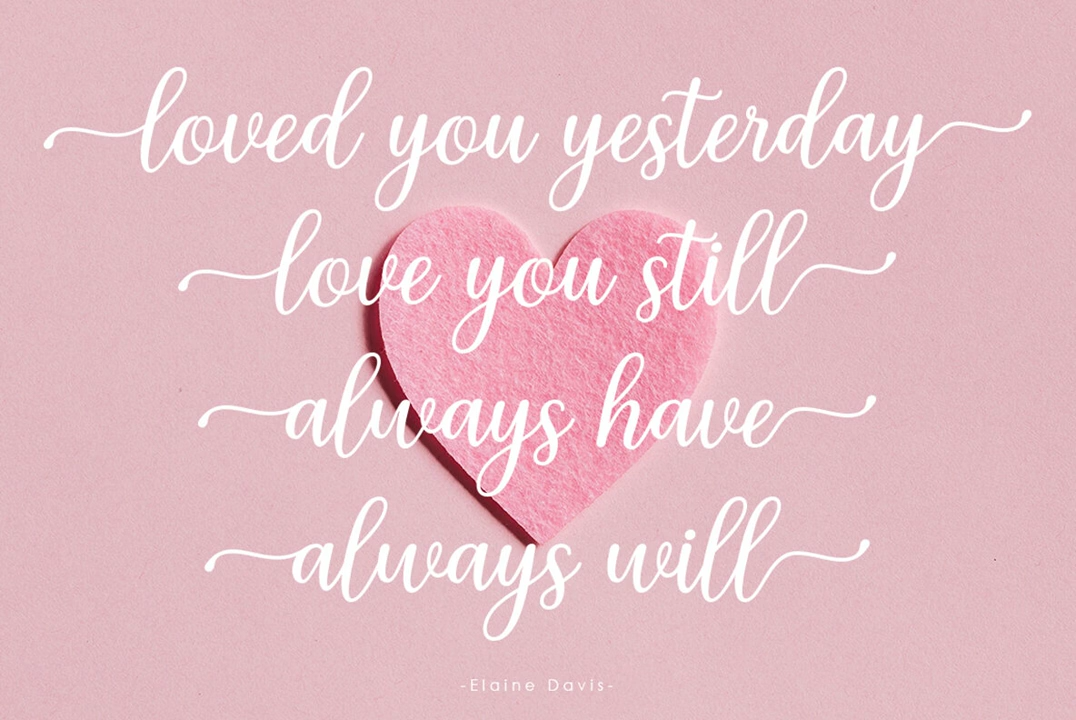 loved you yesterday
love you still
always have
always will
-Elaine Davis-